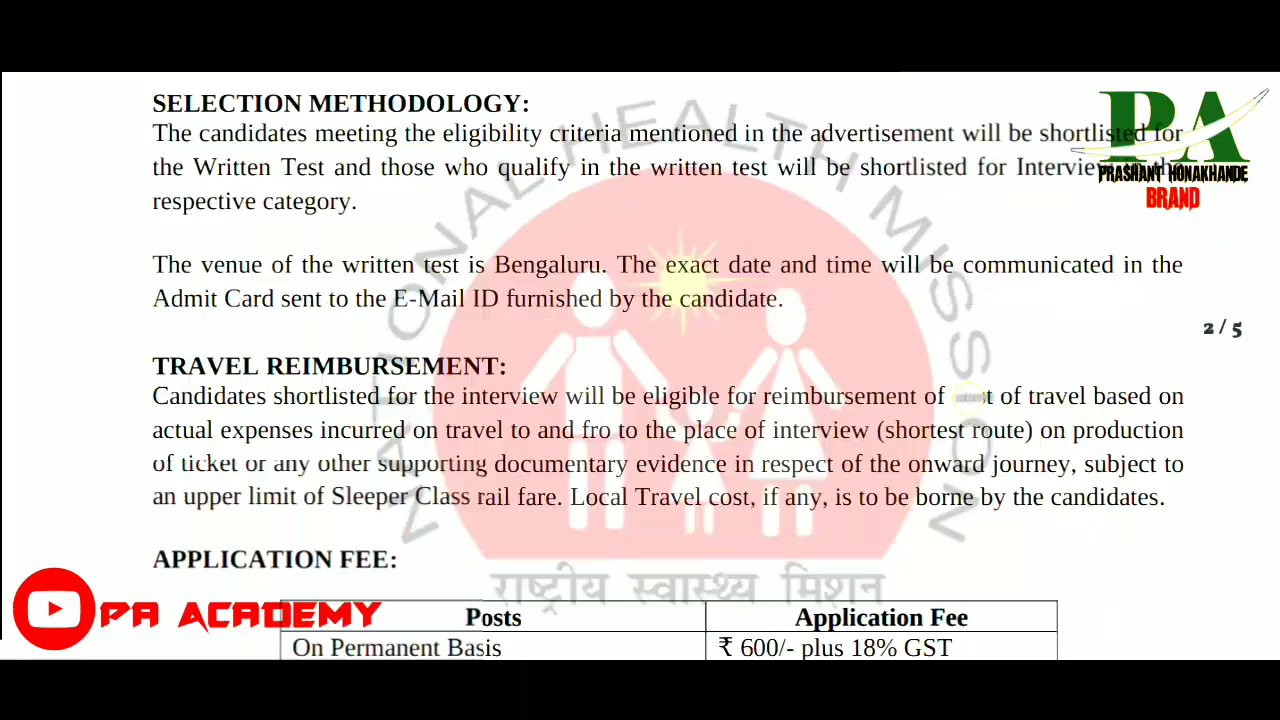 SELECTION METHODOLOGY:
The candidates meeting the eligibility criteria mentioned in the advertisement will be shortlisted for
the Written Test and those who qualify in the written test will be shortlisted for
respective category.
The venue of the written test is Bengaluru. The exact date and time will be communicated in the
Admit Card sent to the E-Mail ID furnished by the candidate.
TRAVEL REIMBURSEMENT:
Candidates shortlisted for the interview will be eligible for reimbursement of of travel based on
actual expenses incurred on travel to and fro to the place of interview (shortest route) on production
of ticket or any other supporting documentary evidence in respect of the onward journey, subject to
an upper limit of Sleeper Class rail fare. Local Travel cost, if any, is to be borne by the candidates.
APPLICATION FEE:
Posts Application Fee
On Permanent Basis ₹ 600/- plus 18% GST
PA
PRASHANT HONAKHANDE
BRAND
2 / 5
PA ACADEMY
NATIONAL HEALTH MISSION
राष्ट्रीय स्वास्थ्य मिशन